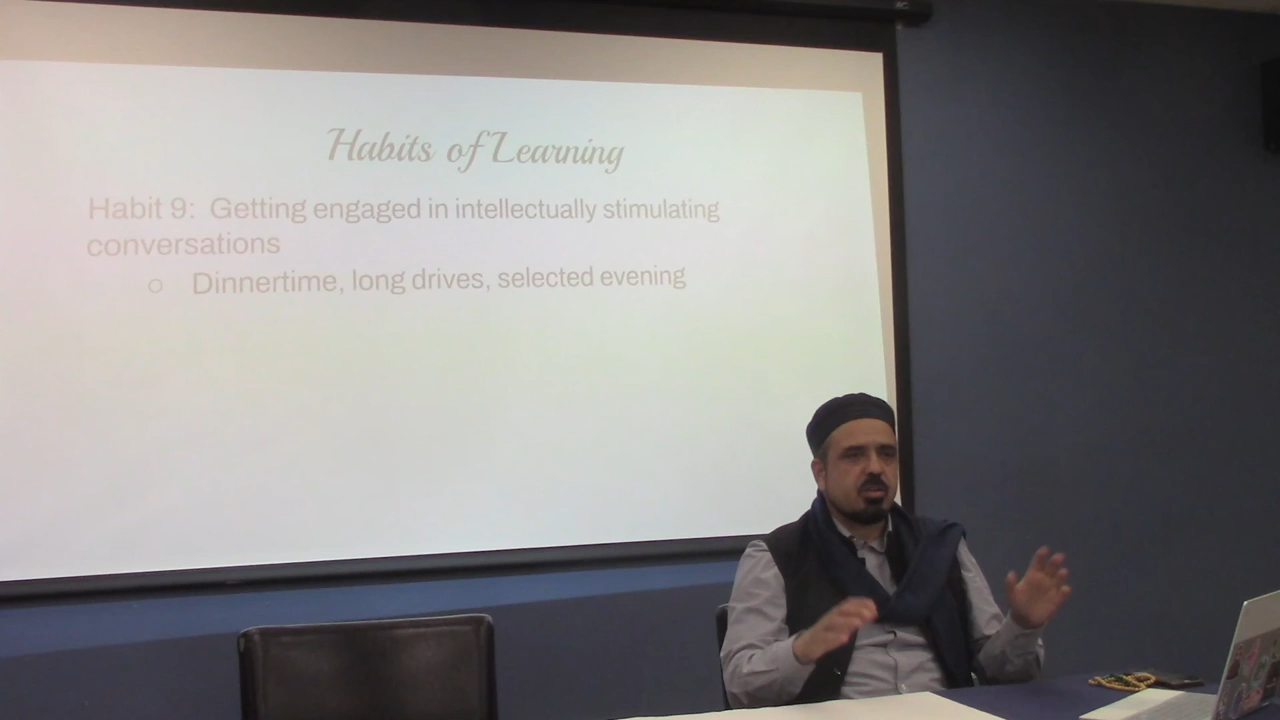 Habits of Learning
Habit 9: Getting engaged in intellectually stimulating
conversations
○ Dinnertime, long drives, selected evening